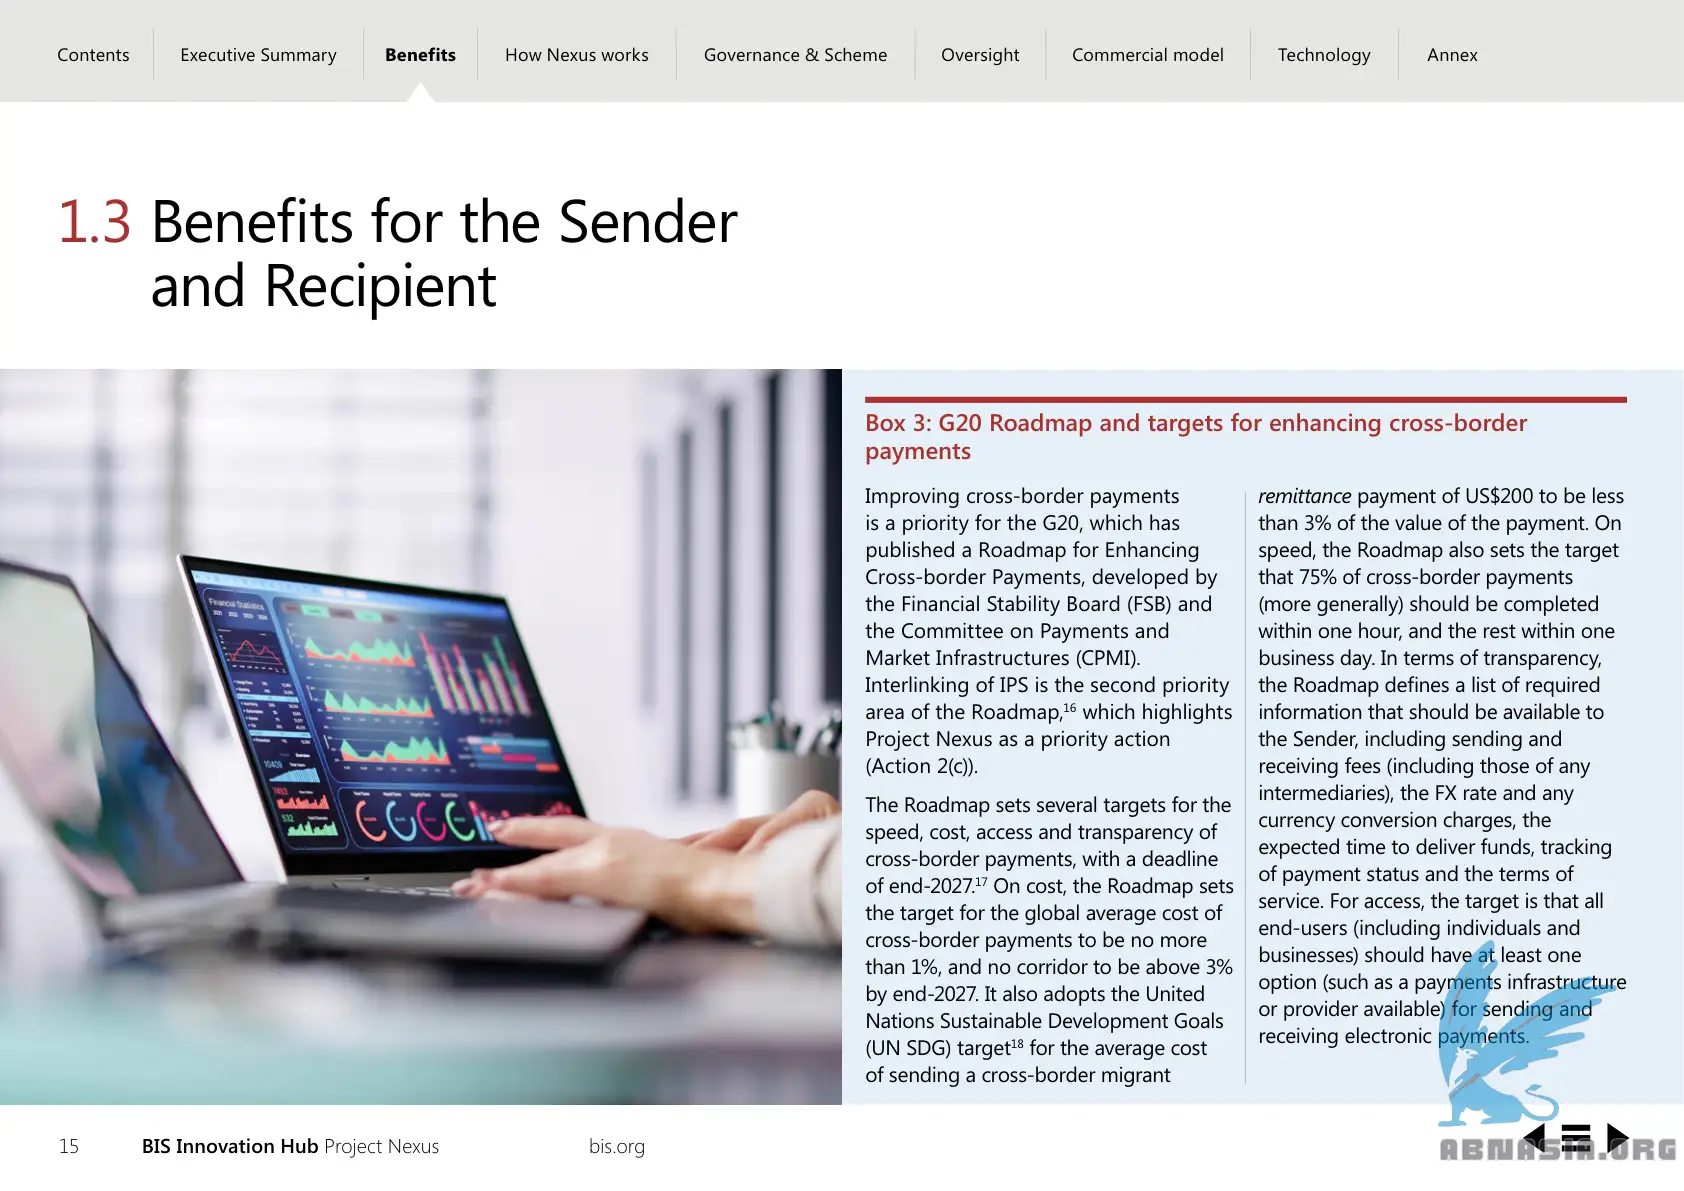 Contents
Executive Summary
Benefits
How Nexus works
Governance & Scheme
Oversight
Commercial model
Technology
Annex
1.3 Benefits for the Sender
and Recipient
Financial Statistics
Box 3: G20 Roadmap and targets for enhancing cross-border
payments
Improving cross-border payments
is a priority for the G20, which has
published a Roadmap for Enhancing
Cross-border Payments, developed by
the Financial Stability Board (FSB) and
the Committee on Payments and
Market Infrastructures (CPMI).
Interlinking of IPS is the second priority
area of the Roadmap,16 which highlights
Project Nexus as a priority action
(Action 2(c)).
The Roadmap sets several targets for the
speed, cost, access and transparency of
cross-border payments, with a deadline
of end-2027.17 On cost, the Roadmap sets
the target for the global average cost of
cross-border payments to be no more
than 1%, and no corridor to be above 3%
by end-2027. It also adopts the United
Nations Sustainable Development Goals
(UN SDG) target18 for the average cost
of sending a cross-border migrant
remittance payment of US$200 to be less
than 3% of the value of the payment. On
speed, the Roadmap also sets the target
that 75% of cross-border payments
(more generally) should be completed
within one hour, and the rest within one
business day. In terms of transparency,
the Roadmap defines a list of required
information that should be available to
the Sender, including sending and
receiving fees (including those of any
intermediaries), the FX rate and any
currency conversion charges, the
expected time to deliver funds, tracking
of payment status and the terms of
service. For access, the target is that all
end-users (including individuals and
businesses) should have at least one
option (such as a payments infrastructure
or provider available) for sending and
receiving electronic payments.
15
BIS Innovation Hub Project Nexus
bis.org
ABNASIA.ORG